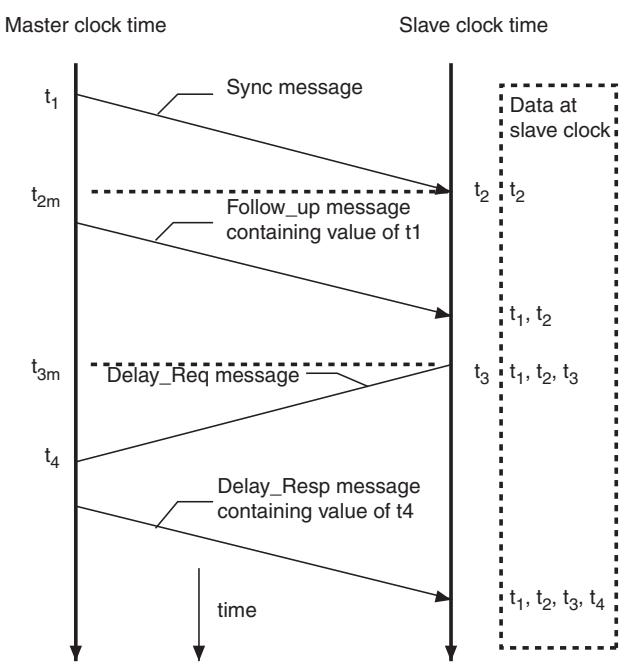 Master clock time
Slave clock time
t1
Sync message
Data at
slave clock
t2m
t2
t2
Follow_up message
containing value of t1
t1, t2
t3m
Delay_Req message
t3
t1, t2, t3
t4
Delay_Resp message
containing value of t4
t1, t2, t3, t4
time